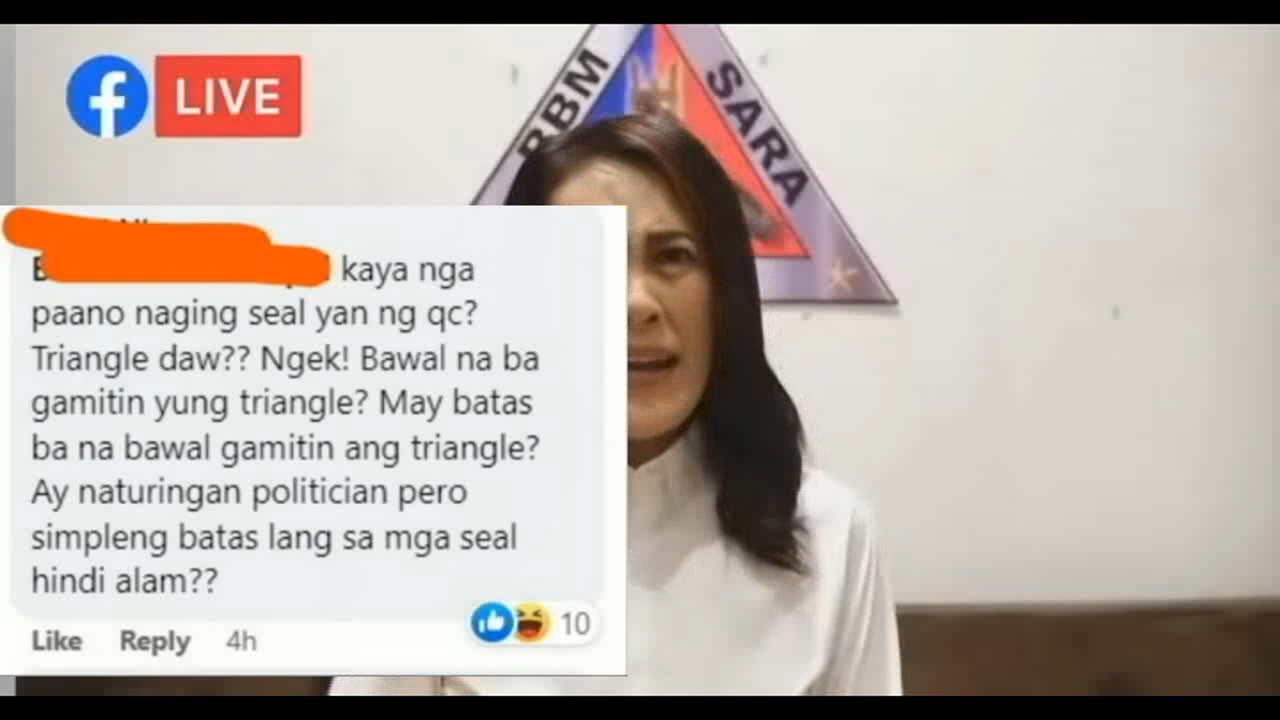 LIVE
BBM
SARA
kaya nga
paano naging seal yan ng qc?
Triangle daw?? Ngek! Bawal na ba
gamitin yung triangle? May batas
ba na bawal gamitin ang triangle?
Ay naturingan politician pero
simpleng batas lang sa mga seal
hindi alam??
Like Reply 4h
10